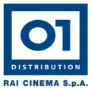 01
DISTRIBUTION
RAI CINEMA S.p.A.